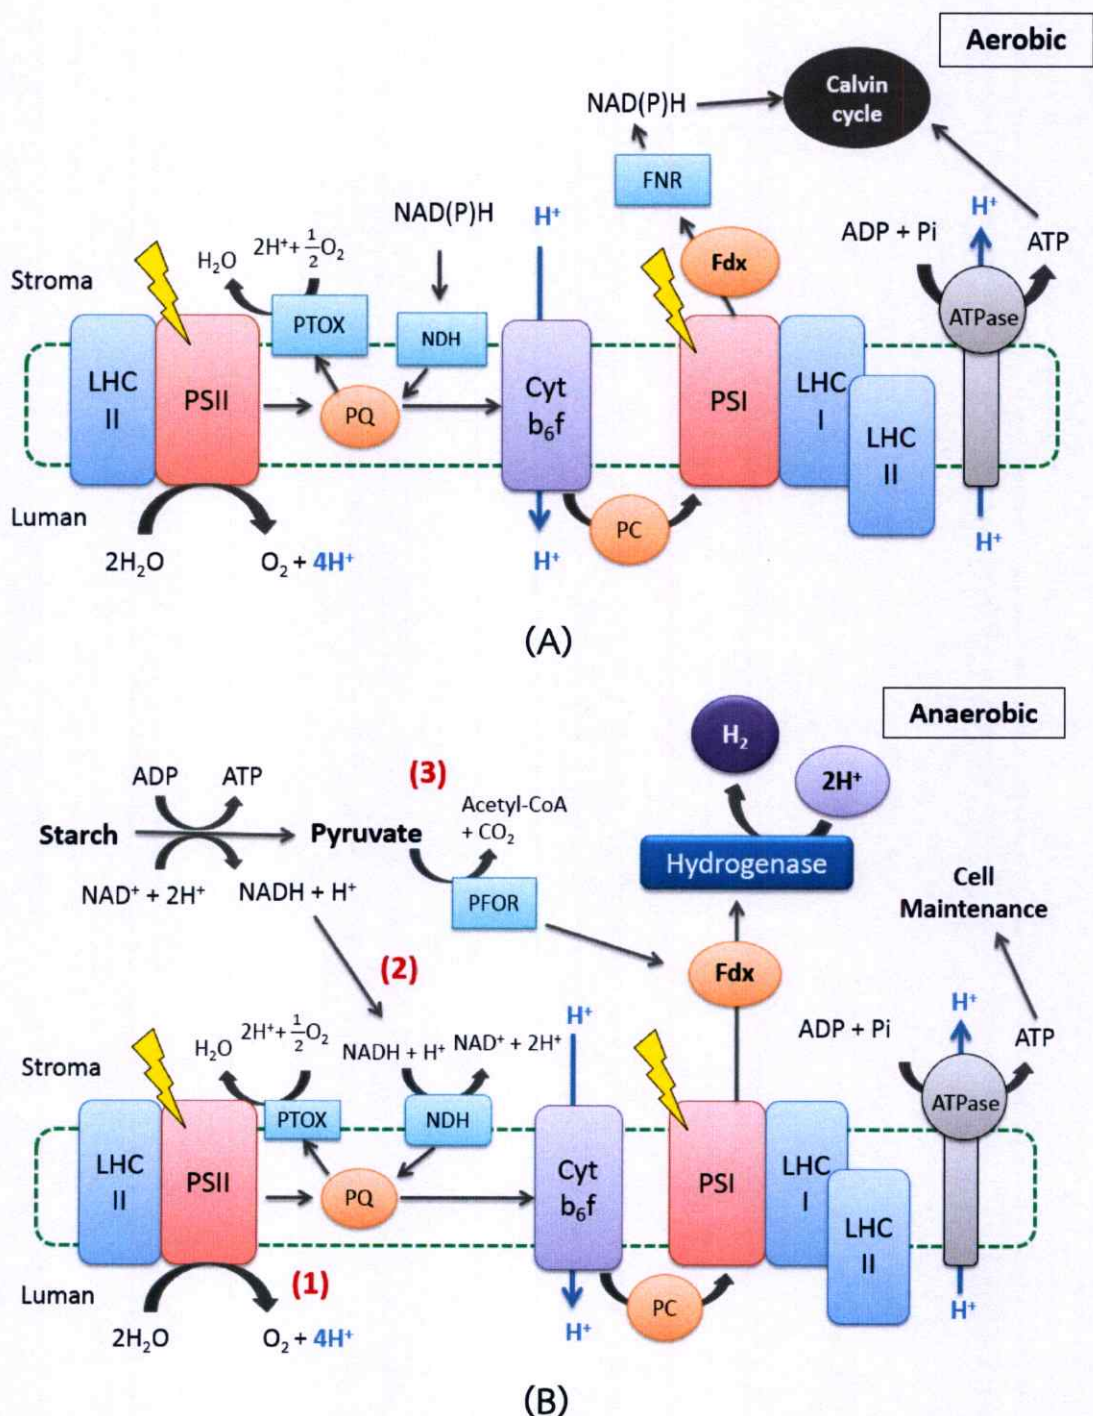 Aerobic
Calvin
cycle
NAD(P)H
FNR
NAD(P)H
H⁺
H⁺
ADP + Pi
ATP
H₂O
2H⁺ + ½O₂
Fdx
Stroma
PTOX
NDH
ATPase
LHC
II
PSII
PQ
Cyt
b₆f
PSI
LHC
I
LHC
II
Luman
2H₂O
O₂ + 4H⁺
H⁺
PC
H⁺
(A)
Anaerobic
H₂
2H⁺
(3)
ADP
ATP
Acetyl-CoA
+ CO₂
Starch
Pyruvate
Hydrogenase
NAD⁺ + 2H⁺
NADH + H⁺
PFOR
Cell
Maintenance
(2)
Fdx
H⁺
H⁺
ADP + Pi
ATP
H₂O
2H⁺ + ½O₂
NADH + H⁺
NAD⁺ + 2H⁺
Stroma
PTOX
NDH
ATPase
LHC
II
PSII
PQ
Cyt
b₆f
PSI
LHC
I
LHC
II
(1)
Luman
2H₂O
O₂ + 4H⁺
H⁺
PC
H⁺
(B)